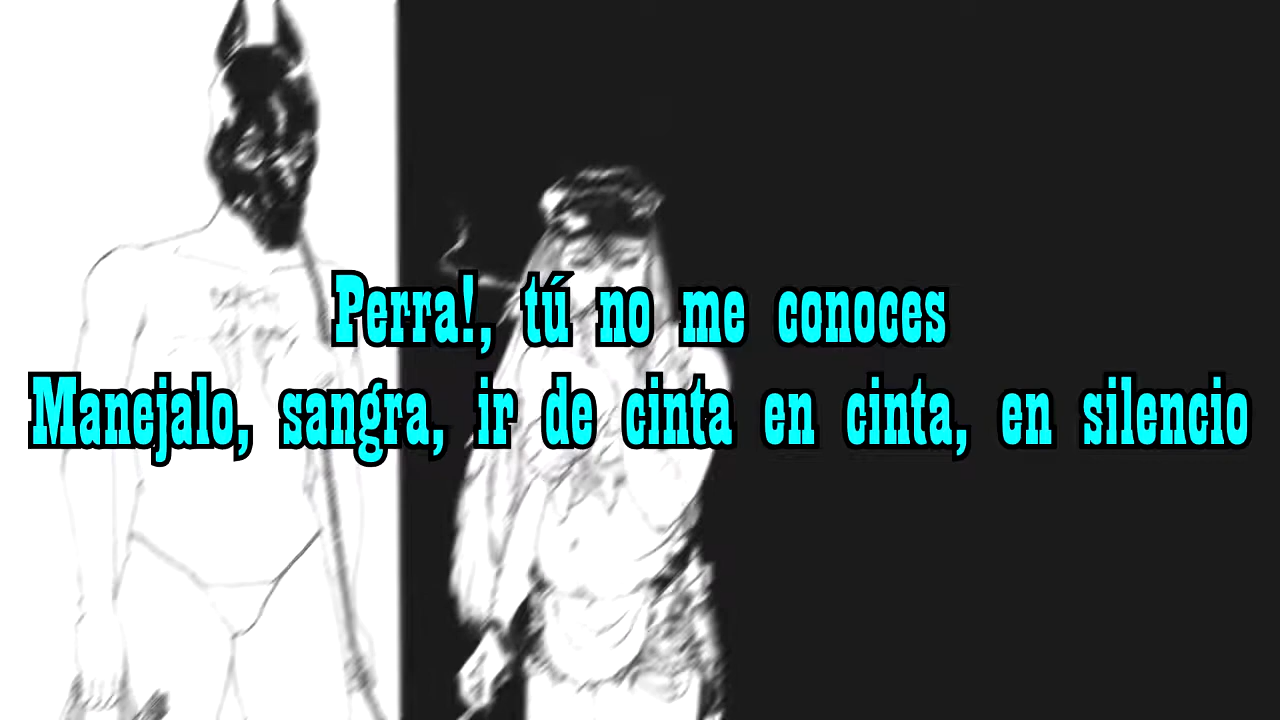 Perra!, tú no me conoces
Manejalo, sangra, ir de cinta en cinta, en silencio